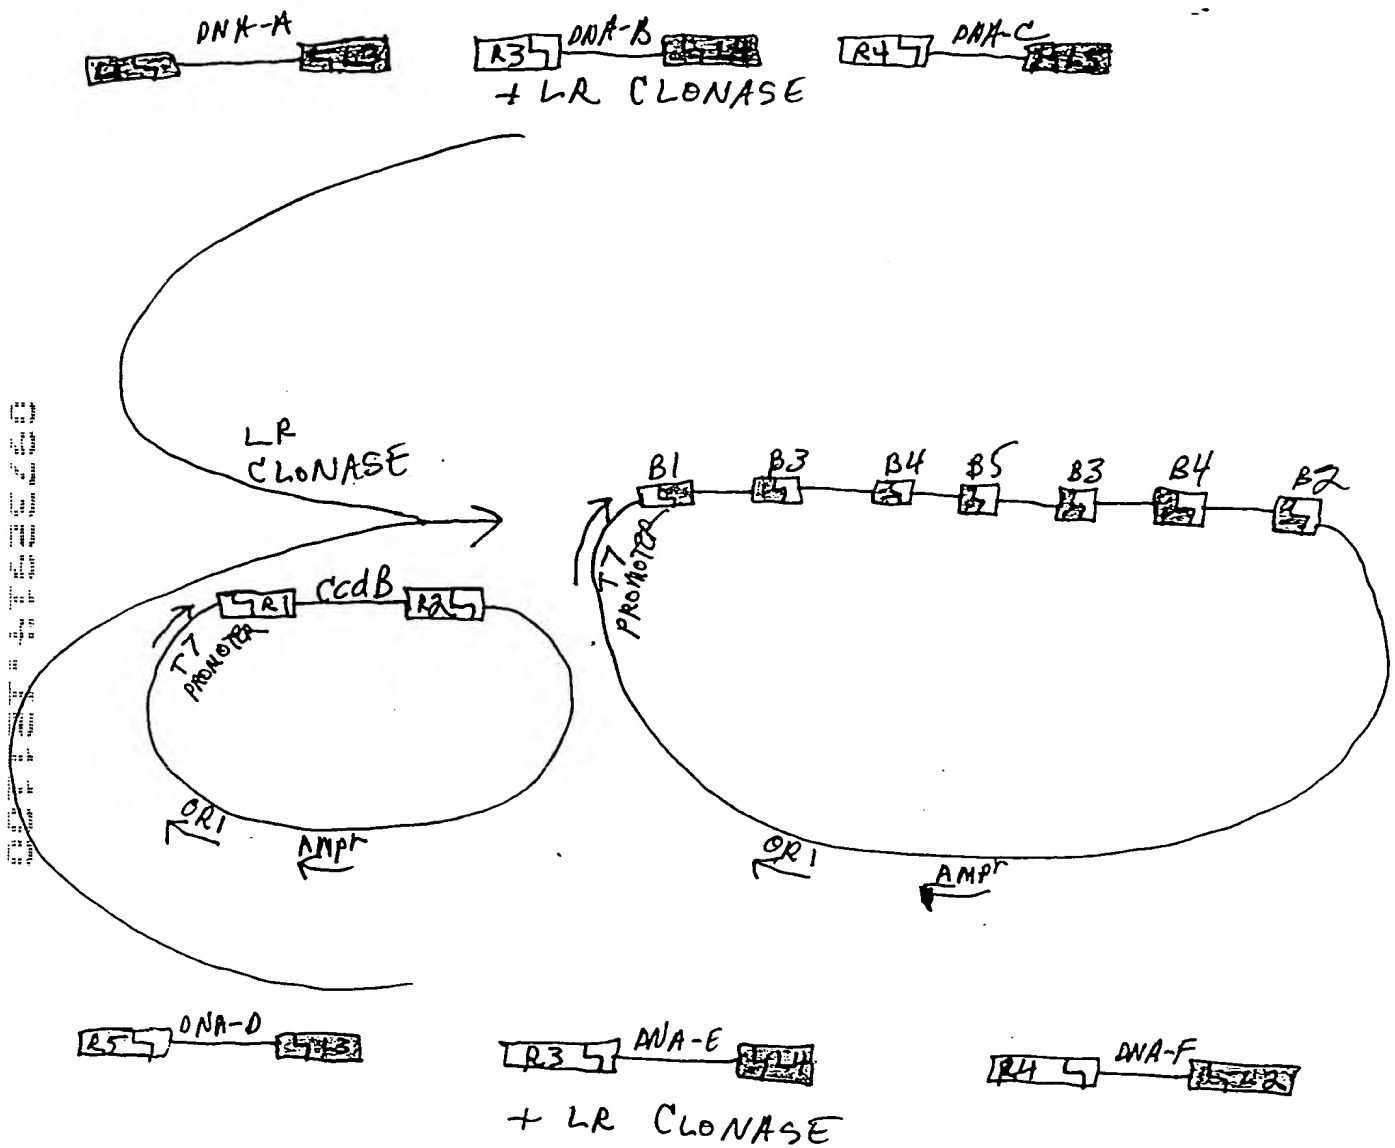 DNA-A DNA-B DNA-C
R3 R4
+ LR CLONASE
LR
CLONASE
B1 B3 B4 B5 B3 B4 B2
T7
PROMOTER
R1 CcdB R2
T7
PROMOTER
ORI
AMPr
ORI
AMPr
DNA-D DNA-E DNA-F
R5 R3 R4
+ LR CLONASE